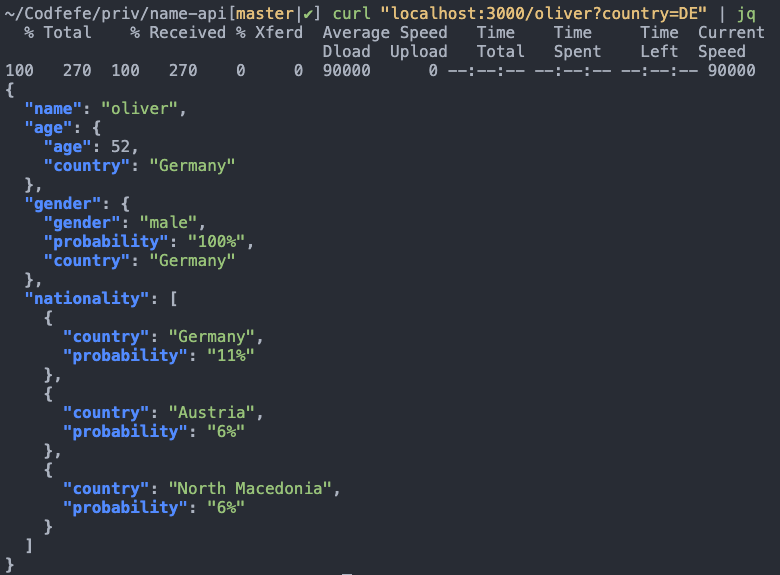 ~/Codfefe/priv/name-api[master|✔] curl "localhost:3000/oliver?country=DE" | jq
  % Total    % Received % Xferd  Average Speed   Time    Time     Time  Current
                                 Dload  Upload   Total   Spent    Left  Speed
100   270  100   270    0     0  90000      0 --:--:-- --:--:-- --:--:-- 90000
{
  "name": "oliver",
  "age": {
    "age": 52,
    "country": "Germany"
  },
  "gender": {
    "gender": "male",
    "probability": "100%",
    "country": "Germany"
  },
  "nationality": [
    {
      "country": "Germany",
      "probability": "11%"
    },
    {
      "country": "Austria",
      "probability": "6%"
    },
    {
      "country": "North Macedonia",
      "probability": "6%"
    }
  ]
}